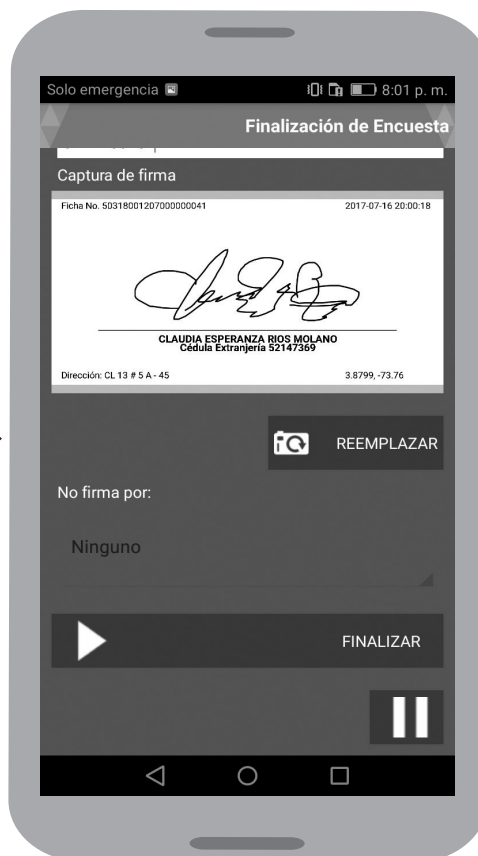 Solo emergencia 8:01 p. m.
Finalización de Encuesta
Captura de firma
Ficha No. 50318001207000000041 2017-07-16 20:00:18
CLAUDIA ESPERANZA RIOS MOLANO
Cédula Extranjería 52147369
Dirección: CL 13 # 5 A - 45 3.8799, -73.76
REEMPLAZAR
No firma por:
Ninguno
FINALIZAR